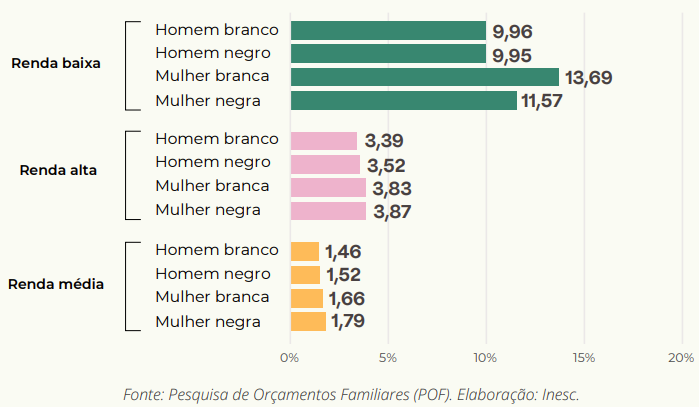 Renda baixa
Homem branco 9,96
Homem negro 9,95
Mulher branca 13,69
Mulher negra 11,57
Renda alta
Homem branco 3,39
Homem negro 3,52
Mulher branca 3,83
Mulher negra 3,87
Renda média
Homem branco 1,46
Homem negro 1,52
Mulher branca 1,66
Mulher negra 1,79
0% 5% 10% 15% 20%
Fonte: Pesquisa de Orçamentos Familiares (POF). Elaboração: Inesc.